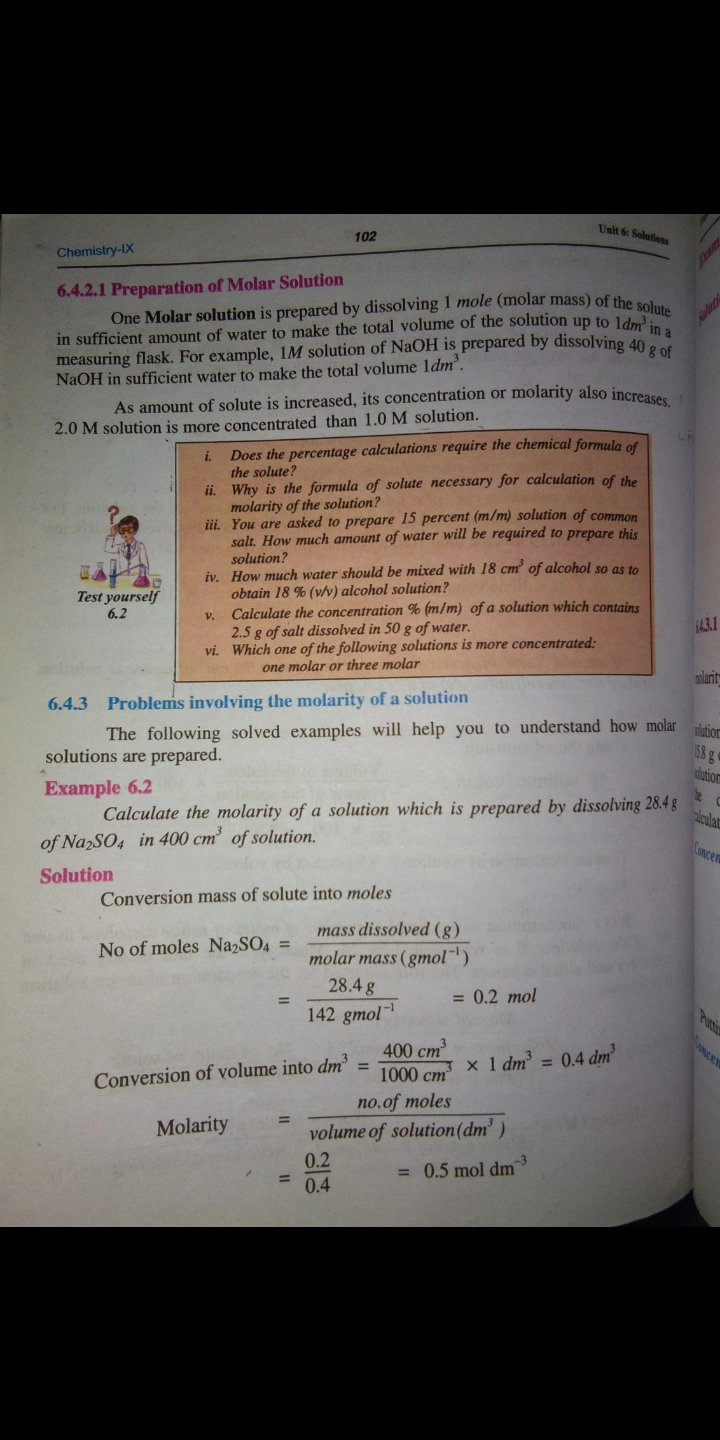 Chemistry-IX
102
Unit 6: Solutions
6.4.2.1 Preparation of Molar Solution
One Molar solution is prepared by dissolving 1 mole (molar mass) of the solute
in sufficient amount of water to make the total volume of the solution up to 1dm³ in a
measuring flask. For example, 1M solution of NaOH is prepared by dissolving 40 g of
NaOH in sufficient water to make the total volume 1dm³.
As amount of solute is increased, its concentration or molarity also increases.
2.0 M solution is more concentrated than 1.0 M solution.
i. Does the percentage calculations require the chemical formula of
the solute?
ii. Why is the formula of solute necessary for calculation of the
molarity of the solution?
iii. You are asked to prepare 15 percent (m/m) solution of common
salt. How much amount of water will be required to prepare this
solution?
iv. How much water should be mixed with 18 cm³ of alcohol so as to
obtain 18 % (v/v) alcohol solution?
v. Calculate the concentration % (m/m) of a solution which contains
2.5 g of salt dissolved in 50 g of water.
vi. Which one of the following solutions is more concentrated:
one molar or three molar
?
Test yourself
6.2
6.4.3 Problems involving the molarity of a solution
The following solved examples will help you to understand how molar
solutions are prepared.
Example 6.2
Calculate the molarity of a solution which is prepared by dissolving 28.4 g
of Na₂SO₄ in 400 cm³ of solution.
Solution
Conversion mass of solute into moles
No of moles Na₂SO₄ = mass dissolved (g) / molar mass (gmol⁻¹)
= 28.4 g / 142 gmol⁻¹ = 0.2 mol
Conversion of volume into dm³ = 400 cm³ / 1000 cm³ × 1 dm³ = 0.4 dm³
Molarity = no. of moles / volume of solution (dm³)
= 0.2 / 0.4 = 0.5 mol dm⁻³
6.4.3.1